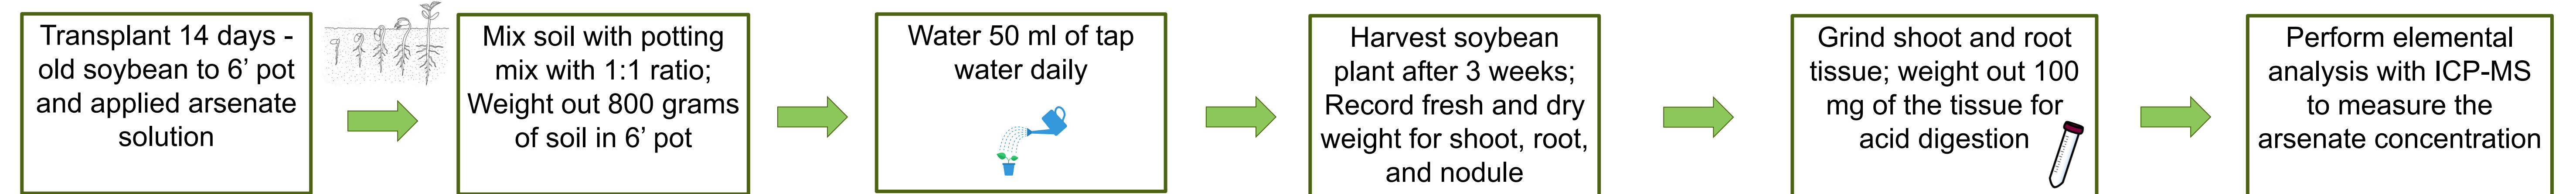 Transplant 14 days -
old soybean to 6’ pot
and applied arsenate
solution
Mix soil with potting
mix with 1:1 ratio;
Weight out 800 grams
of soil in 6’ pot
Water 50 ml of tap
water daily
Harvest soybean
plant after 3 weeks;
Record fresh and dry
weight for shoot, root,
and nodule
Grind shoot and root
tissue; weight out 100
mg of the tissue for
acid digestion
Perform elemental
analysis with ICP-MS
to measure the
arsenate concentration